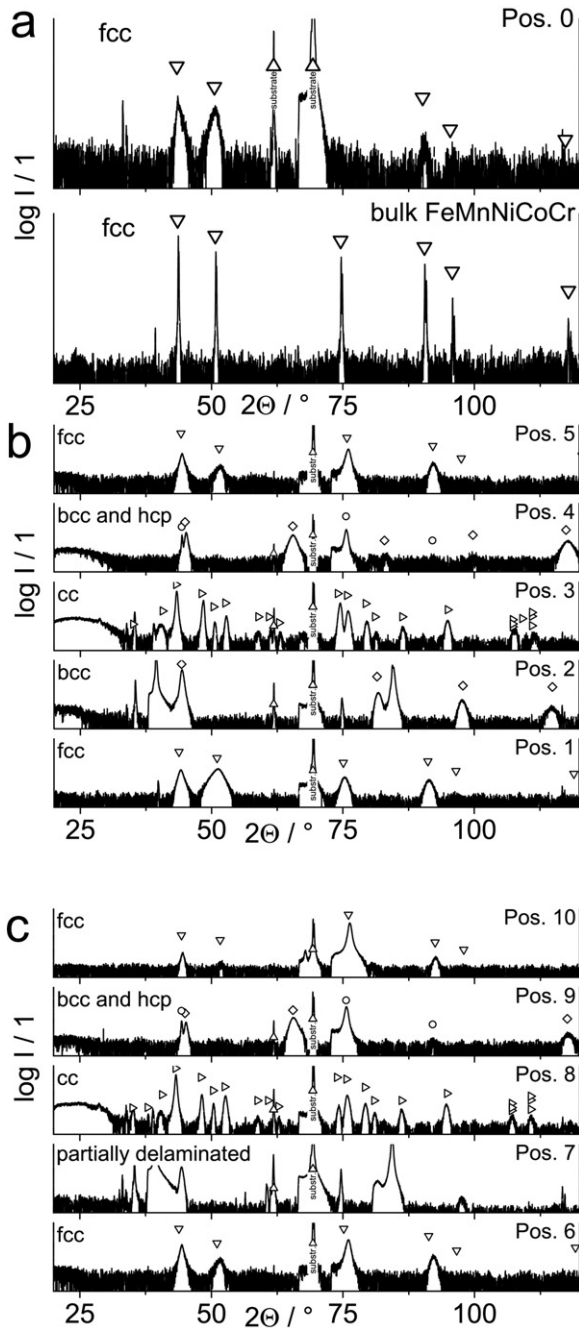 a
fcc
Pos. 0
substrate
substrate
log I / 1
fcc
bulk FeMnNiCoCr
25 50 2Θ / ° 75 100
b
fcc
Pos. 5
substr.
bcc and hcp
Pos. 4
substr.
cc
Pos. 3
substr.
bcc
Pos. 2
substr.
fcc
Pos. 1
substr.
log I / 1
25 50 2Θ / ° 75 100
c
fcc
Pos. 10
substr.
bcc and hcp
Pos. 9
substr.
cc
Pos. 8
substr.
partially delaminated
Pos. 7
substr.
fcc
Pos. 6
substr.
log I / 1
25 50 2Θ / ° 75 100